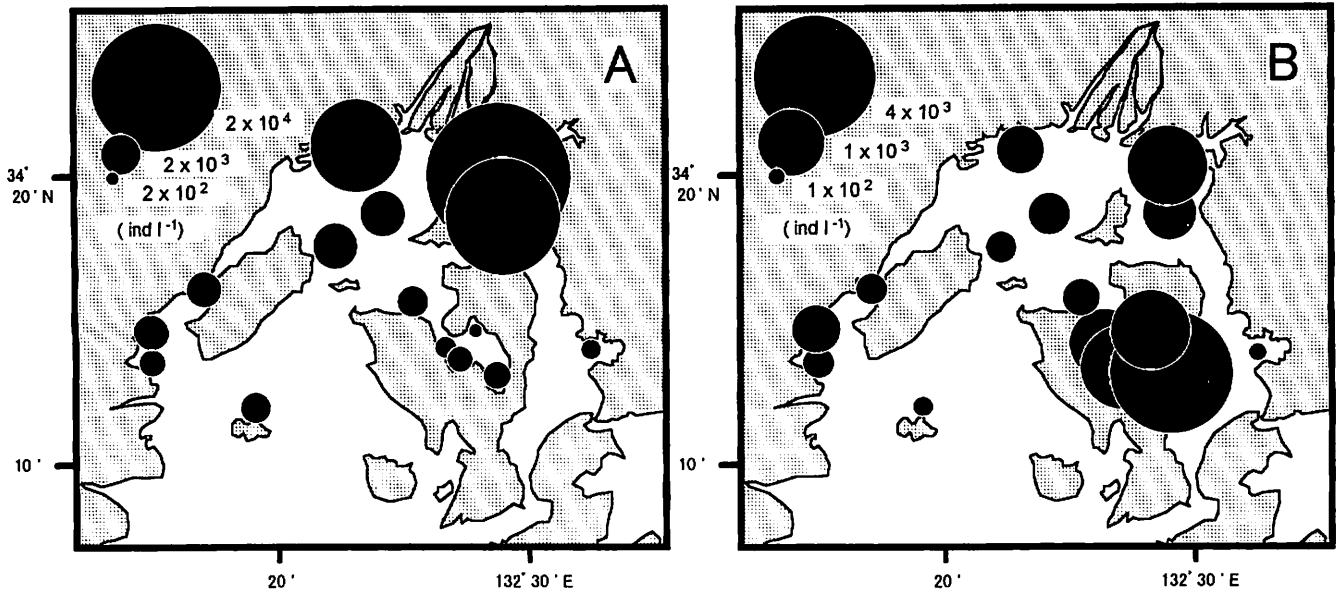 A
2 x 10⁴
2 x 10³
2 x 10²
( ind l⁻¹)
34°
20 ' N
10 '
20 '
132° 30 ' E
B
4 x 10³
1 x 10³
1 x 10²
(ind l⁻¹)
34°
20 ' N
10 '
20 '
132° 30 ' E